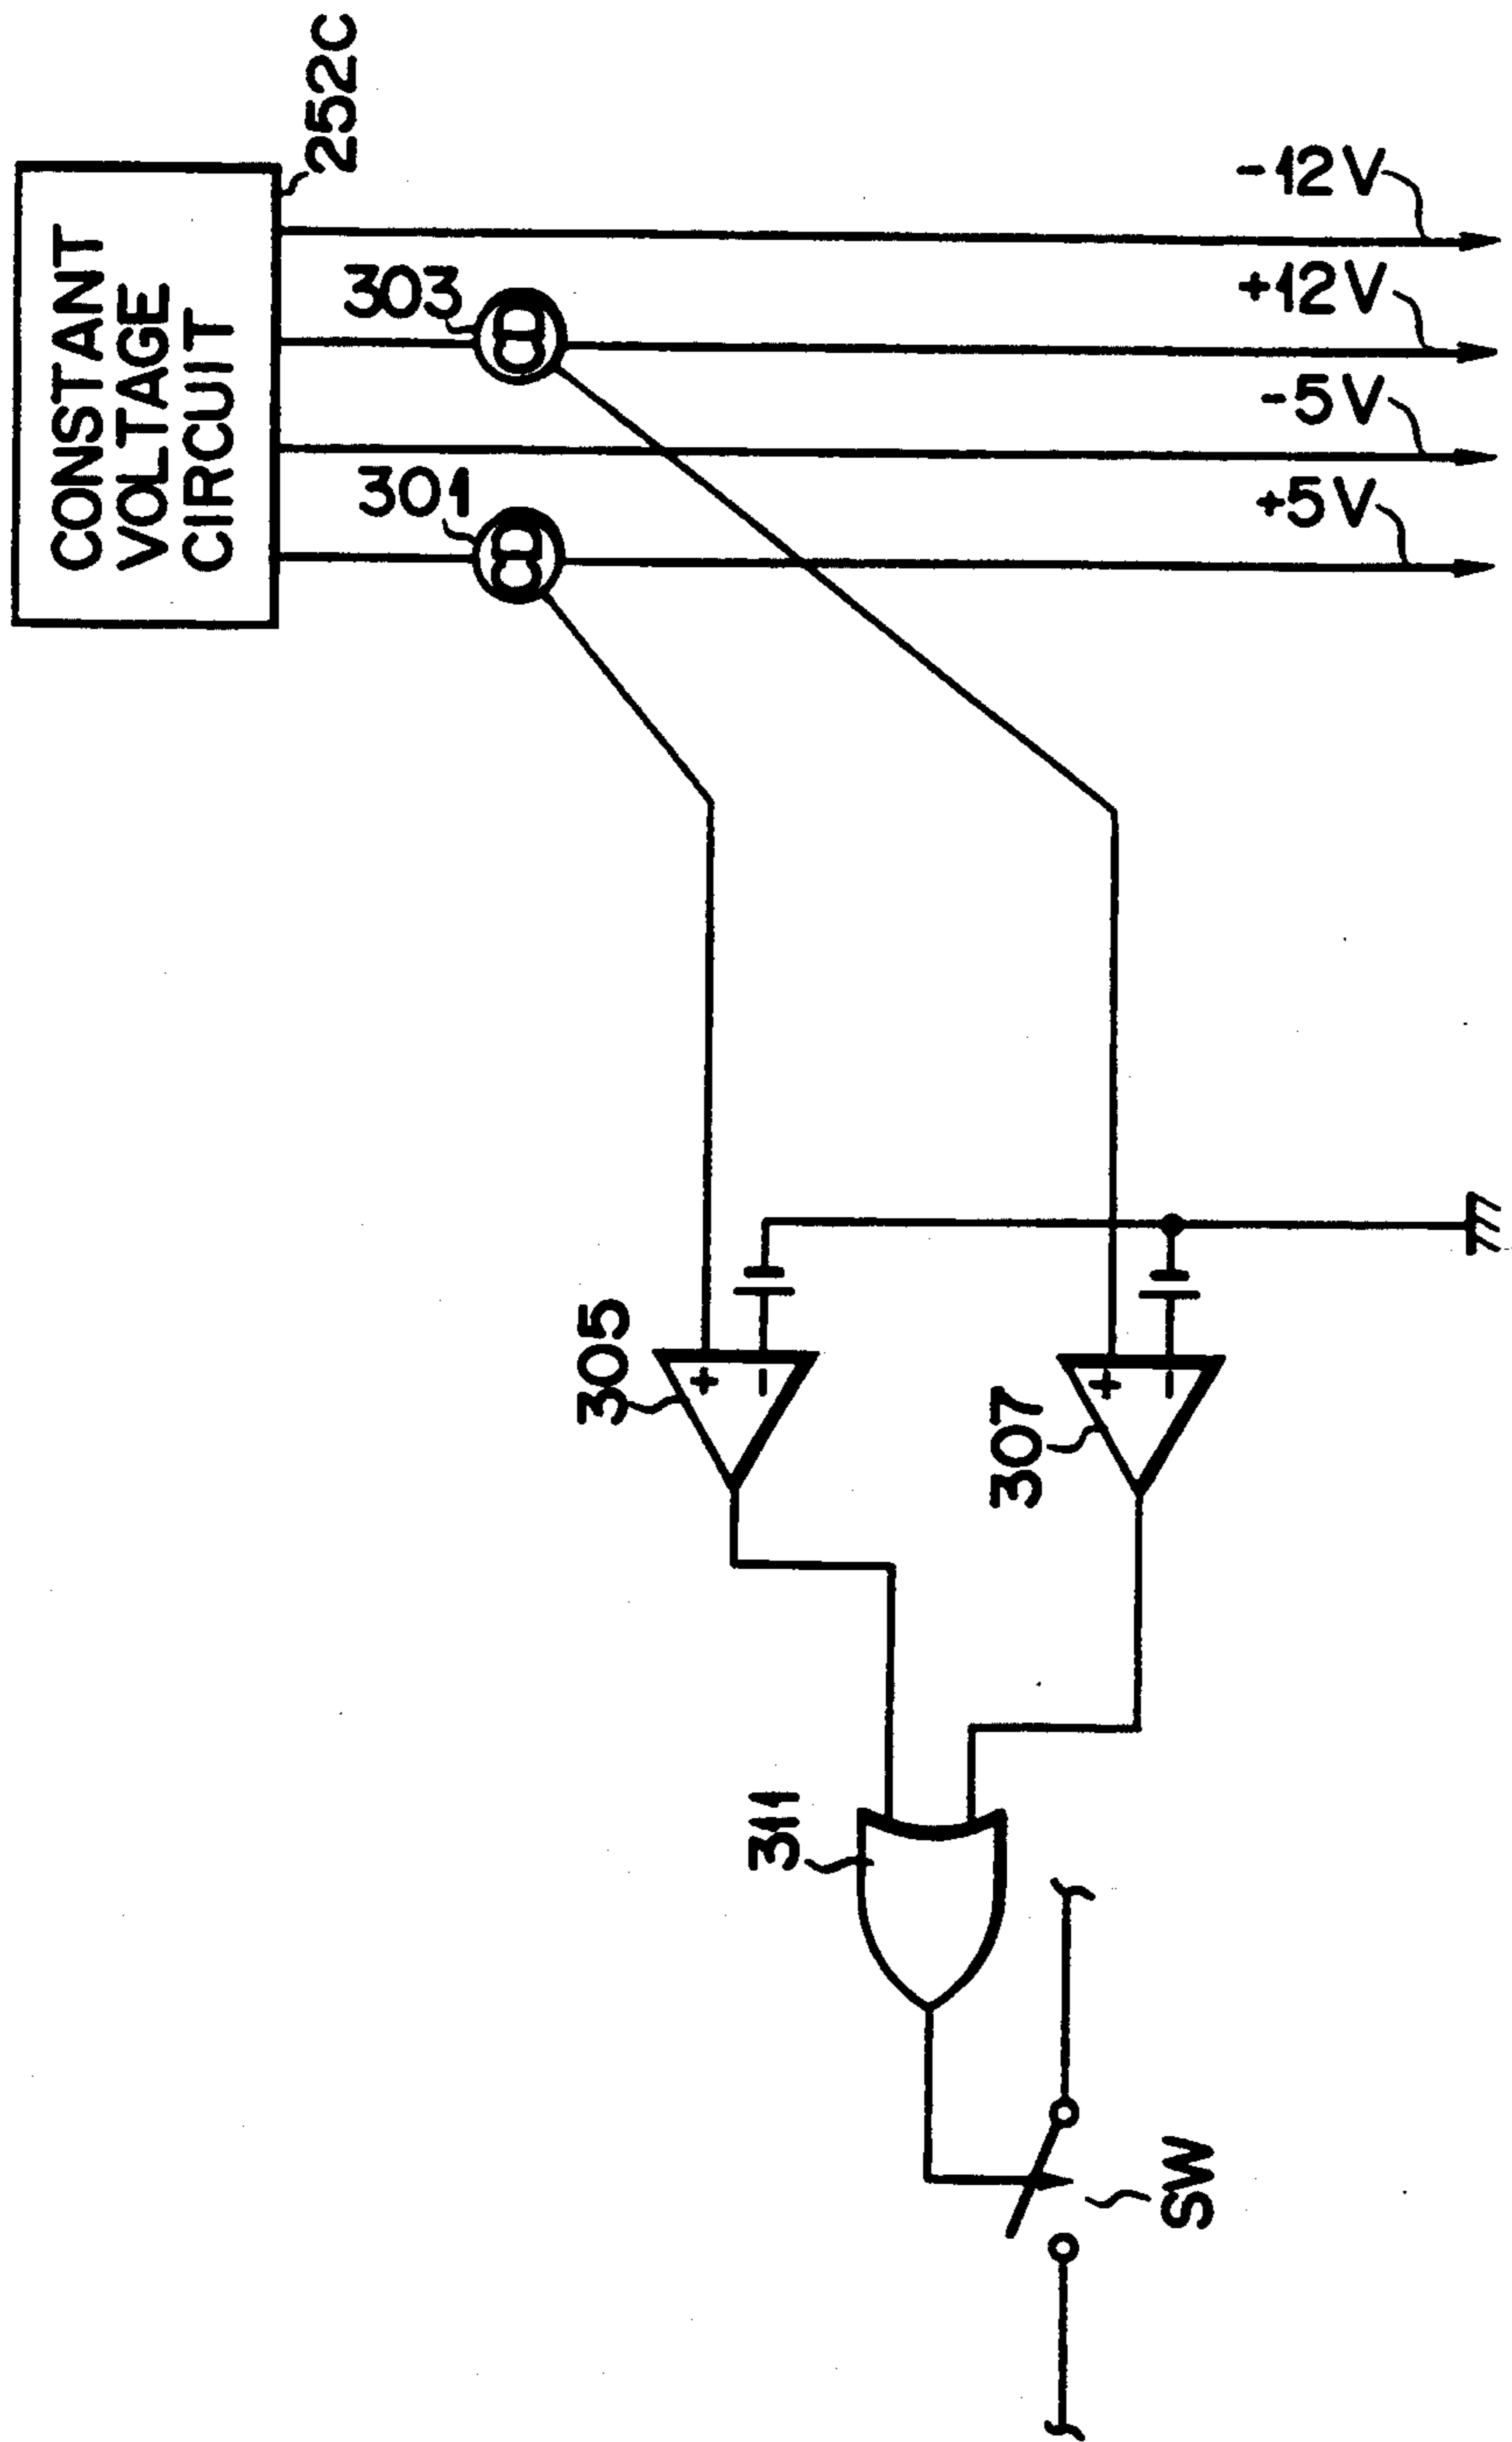 CONSTANT
VOLTAGE
CIRCUIT
252C
303
301
-12V
+12V
-5V
+5V
305
+
-
307
+
-
311
SW